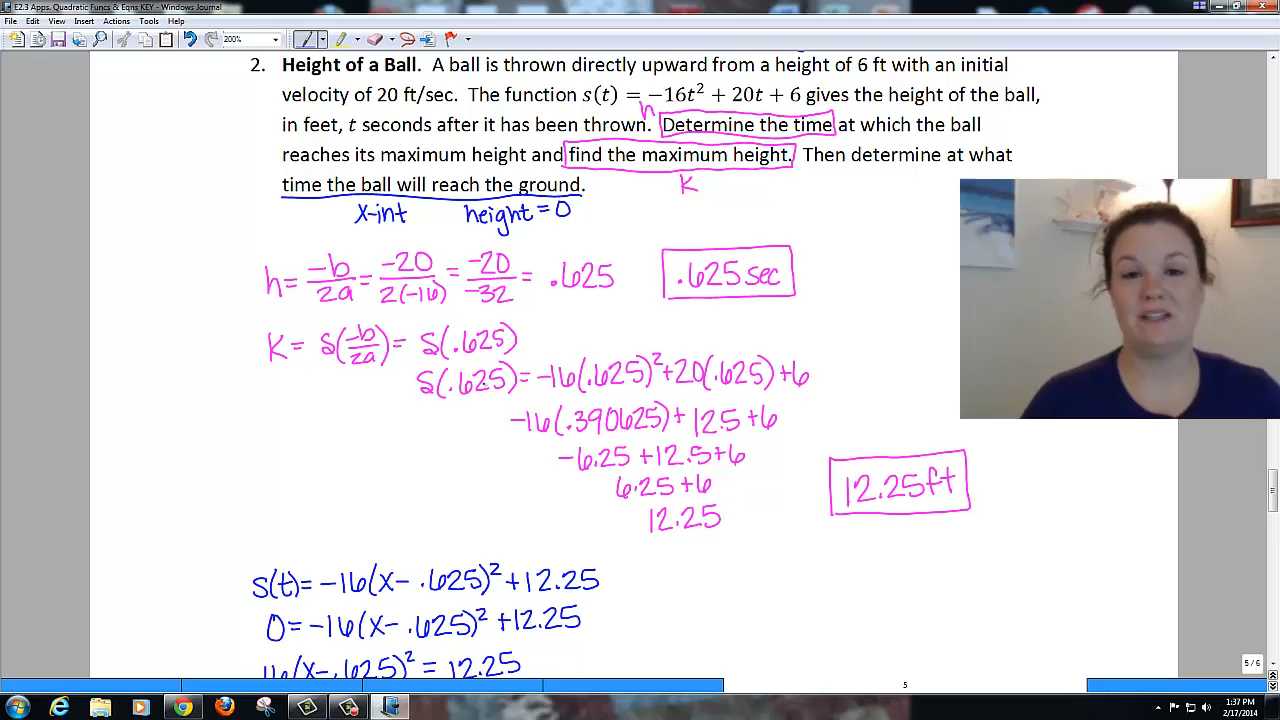 E2.3 Apps. Quadratic Funcs & Eqns KEY - Windows Journal
File Edit View Insert Actions Tools Help
200%
2. Height of a Ball. A ball is thrown directly upward from a height of 6 ft with an initial
velocity of 20 ft/sec. The function s(t) = −16t² + 20t + 6 gives the height of the ball,
h
in feet, t seconds after it has been thrown. Determine the time at which the ball
reaches its maximum height and find the maximum height. Then determine at what
K
time the ball will reach the ground.
x-int height = 0
h = -b/2a = -20/2(-16) = -20/-32 = .625 .625 sec
K = s(-b/2a) = s(.625)
s(.625) = -16(.625)² + 20(.625) + 6
-16(.390625) + 12.5 + 6
-6.25 + 12.5 + 6
6.25 + 6
12.25 ft
12.25
s(t) = -16(x - .625)² + 12.25
0 = -16(x - .625)² + 12.25
16(x - .625)² = 12.25
5
5 / 6
1:37 PM
2/17/2014